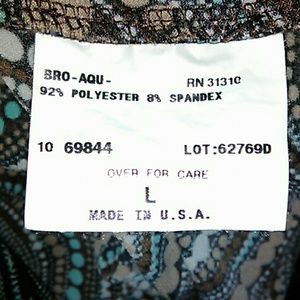 BRO-AQU- RN 31310
92% POLYESTER 8% SPANDEX
10 69844 LOT:62769D
OVER FOR CARE
L
MADE IN U.S.A.